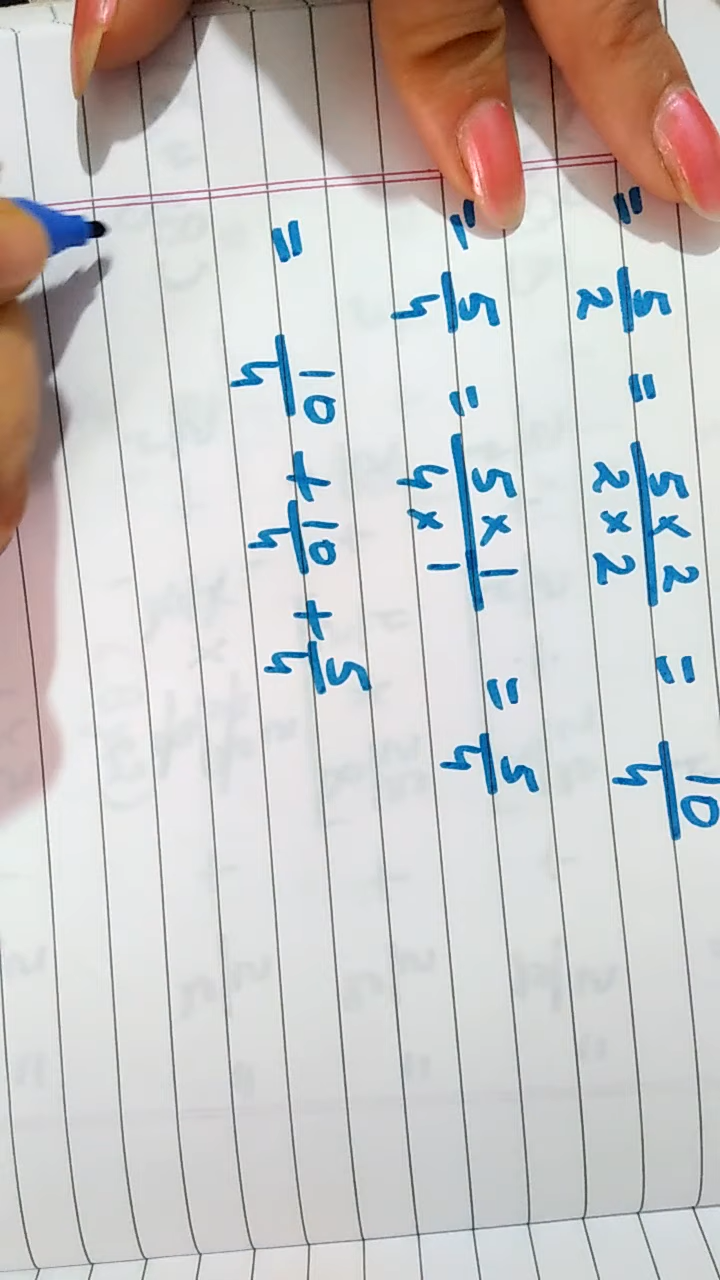 = 5/2 = 5 × 2/2 × 2 = 10/4
= 5/4 = 5 × 1/4 × 1 = 5/4
= 10/4 + 10/4 + 5/4